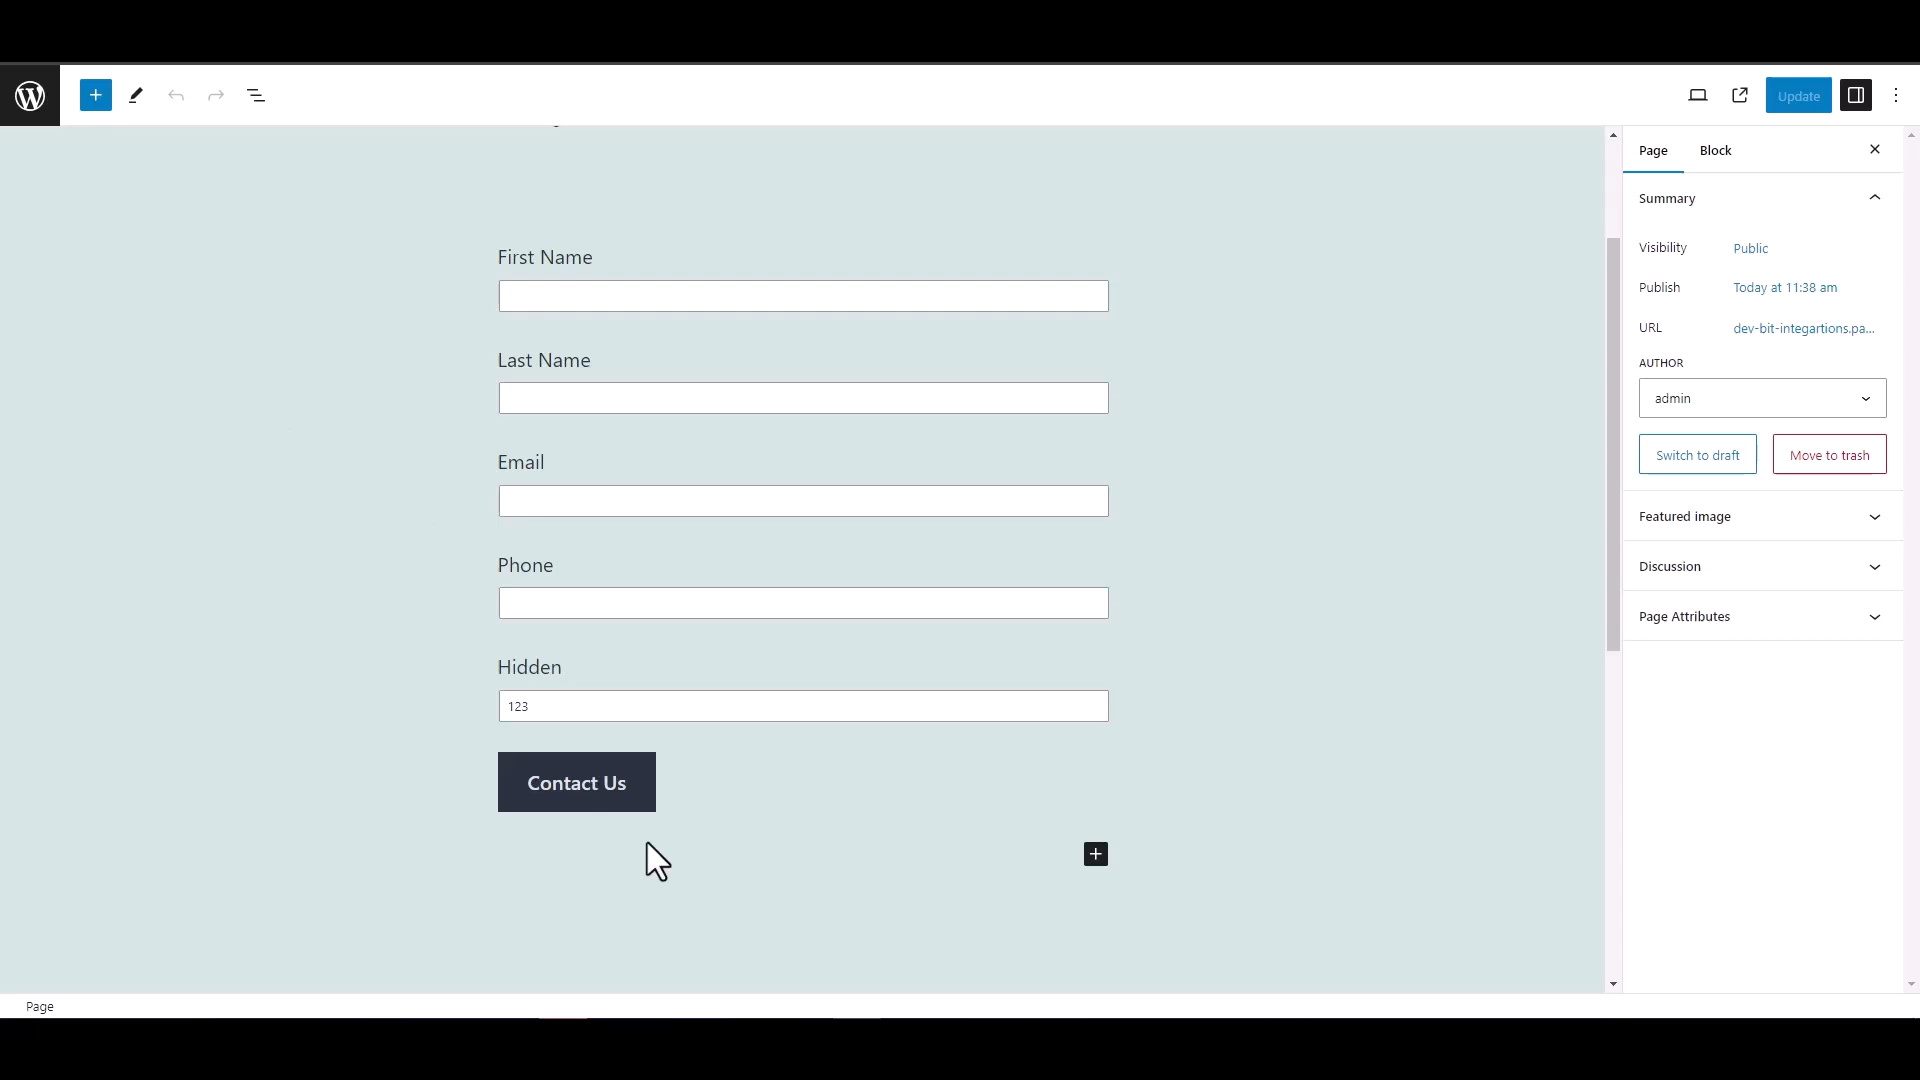 Update
Page Block
Summary
Visibility Public
Publish Today at 11:38 am
URL dev-bit-integartions.pa...
AUTHOR
admin
Switch to draft Move to trash
Featured image
Discussion
Page Attributes
First Name
Last Name
Email
Phone
Hidden
123
Contact Us
Page